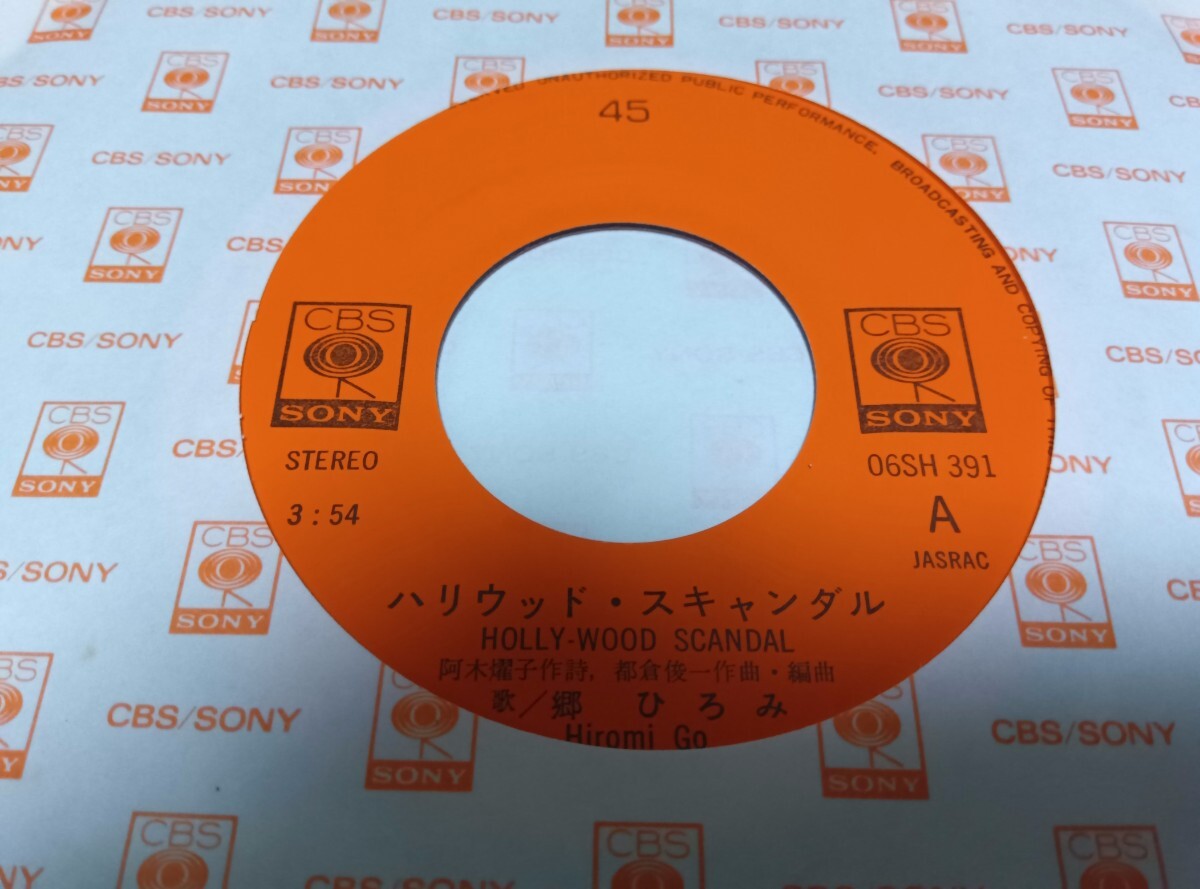 UNAUTHORIZED PUBLIC PERFORMANCE, BROADCASTING AND COPYING OF
45
CBS
SONY
CBS
SONY
STEREO
06SH 391
3:54
A
JASRAC
ハリウッド・スキャンダル
HOLLY-WOOD SCANDAL
阿木燿子作詩, 都倉俊一作曲・編曲
歌/郷 ひろみ
Hiromi Go
CBS/SONY